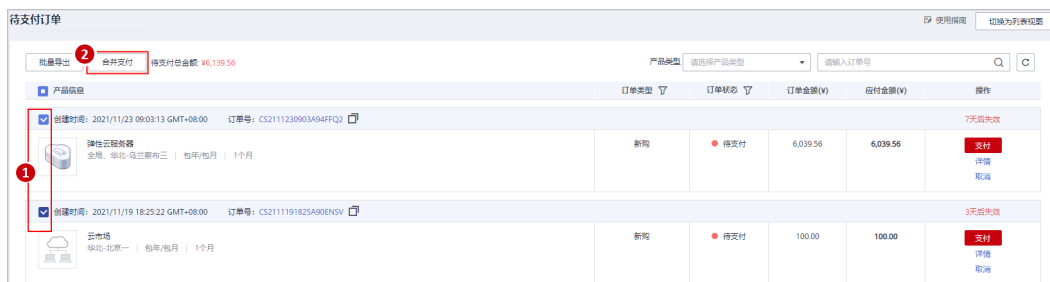 待支付订单
使用指南
切换为列表视图
批量导出
2
合并支付
待支付总金额: ¥6,139.56
产品类型
请选择产品类型
请输入订单号
产品信息
订单类型
订单状态
订单金额(¥)
应付金额(¥)
操作
创建时间: 2021/11/23 09:03:13 GMT+08:00 订单号: CS2111230903A94FFQ2
7天后失效
弹性云服务器
全局、华北-乌兰察布三 | 包年/包月 | 1个月
新购
待支付
6,039.56
6,039.56
支付
详情
取消
1
创建时间: 2021/11/19 18:25:22 GMT+08:00 订单号: CS2111191825A90ENSV
3天后失效
云市场
华北-北京一 | 包年/包月 | 1个月
新购
待支付
100.00
100.00
支付
详情
取消